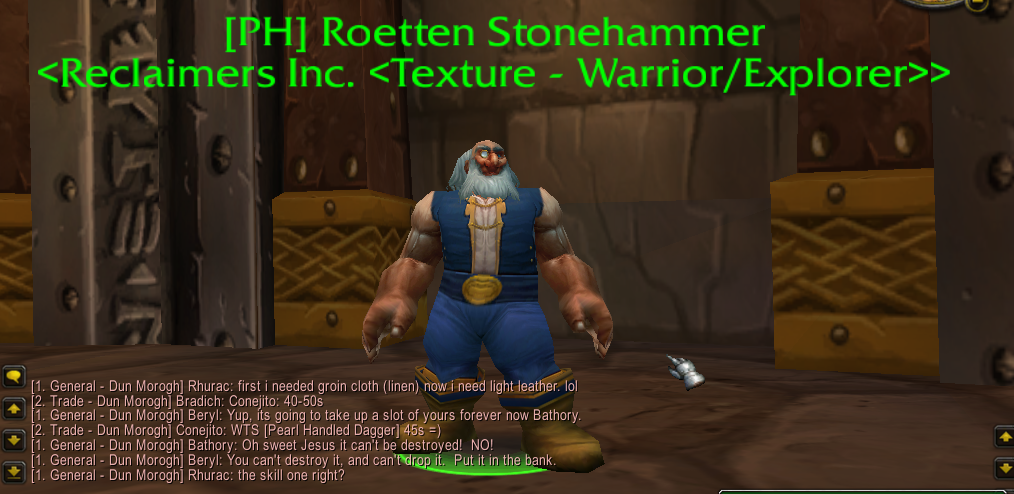 [PH] Roetten Stonehammer
<Reclaimers Inc. <Texture - Warrior/Explorer>>
[1. General - Dun Morogh] Rhurac: first i needed groin cloth (linen) now i need light leather. lol
[2. Trade - Dun Morogh] Bradich: 40-50s
[1. General - Dun Morogh] Beryl: Yup, its going to take up a slot of yours forever now Bathory.
[2. Trade - Dun Morogh] Conejito: WTS [Pearl Handled Dagger] 45s =)
[1. General - Dun Morogh] Bathory: Oh sweet Jesus it can't be destroyed!  NO!
[1. General - Dun Morogh] Beryl: You can't destroy it, and can't drop it.  Put it in the bank.
[1. General - Dun Morogh] Rhurac: the skill one right?